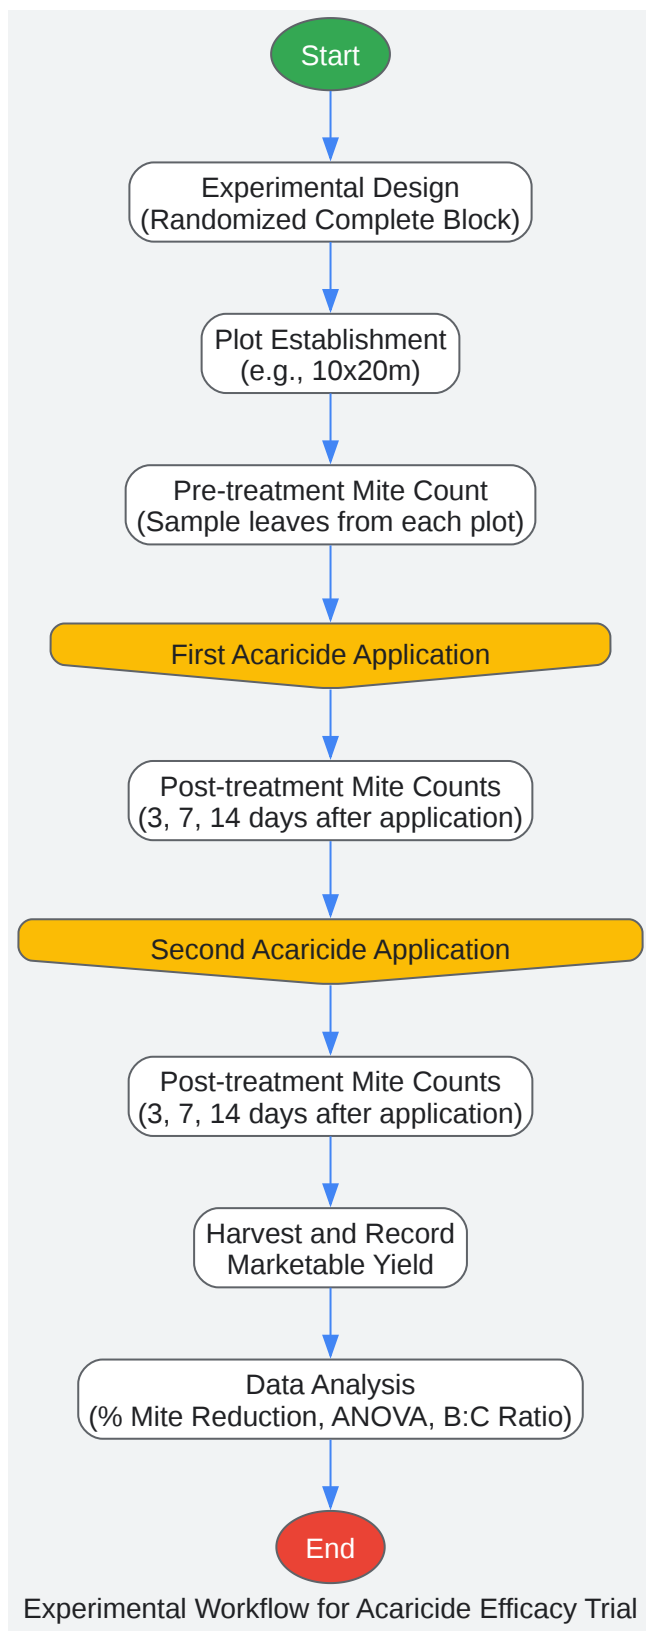 Start
Experimental Design
(Randomized Complete Block)
Plot Establishment
(e.g., 10x20m)
Pre-treatment Mite Count
(Sample leaves from each plot)
First Acaricide Application
Post-treatment Mite Counts
(3, 7, 14 days after application)
Second Acaricide Application
Post-treatment Mite Counts
(3, 7, 14 days after application)
Harvest and Record
Marketable Yield
Data Analysis
(% Mite Reduction, ANOVA, B:C Ratio)
End
Experimental Workflow for Acaricide Efficacy Trial